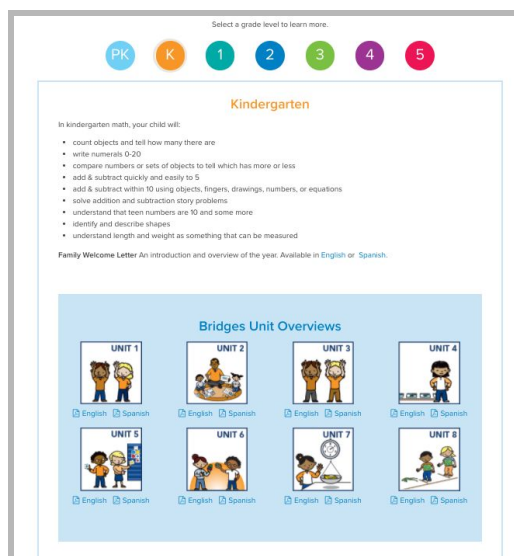 Select a grade level to learn more.
PK K 1 2 3 4 5
Kindergarten
In kindergarten math, your child will:
• count objects and tell how many there are
• write numerals 0-20
• compare numbers or sets of objects to tell which has more or less
• add & subtract quickly and easily to 5
• add & subtract within 10 using objects, fingers, drawings, numbers, or equations
• solve addition and subtraction story problems
• understand that teen numbers are 10 and some more
• identify and describe shapes
• understand length and weight as something that can be measured
Family Welcome Letter An introduction and overview of the year. Available in English or Spanish.
Bridges Unit Overviews
UNIT 1 UNIT 2 UNIT 3 UNIT 4
English Spanish English Spanish English Spanish English Spanish
UNIT 5 UNIT 6 UNIT 7 UNIT 8
English Spanish English Spanish English Spanish English Spanish